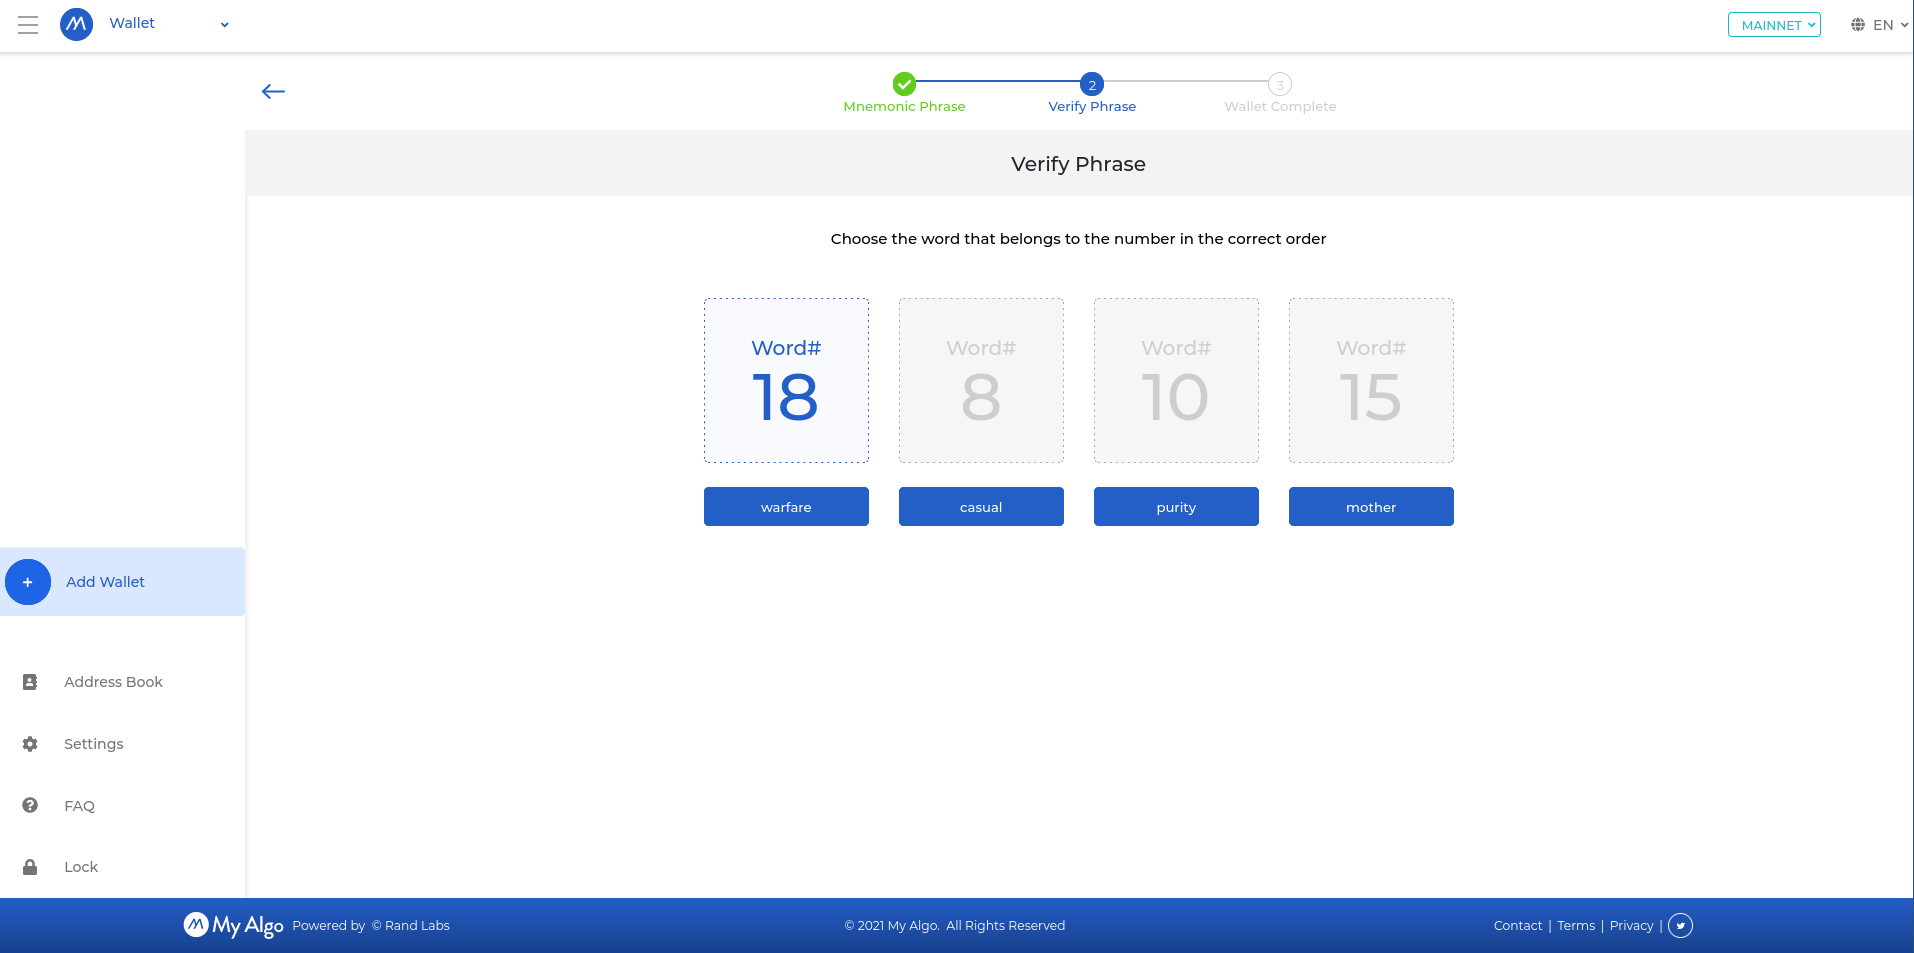 Wallet
MAINNET
EN
2
3
Mnemonic Phrase
Verify Phrase
Wallet Complete
Verify Phrase
Choose the word that belongs to the number in the correct order
Word#
18
Word#
8
Word#
10
Word#
15
warfare
casual
purity
mother
+ Add Wallet
Address Book
Settings
? FAQ
Lock
My Algo Powered by © Rand Labs
© 2021 My Algo. All Rights Reserved
Contact | Terms | Privacy |